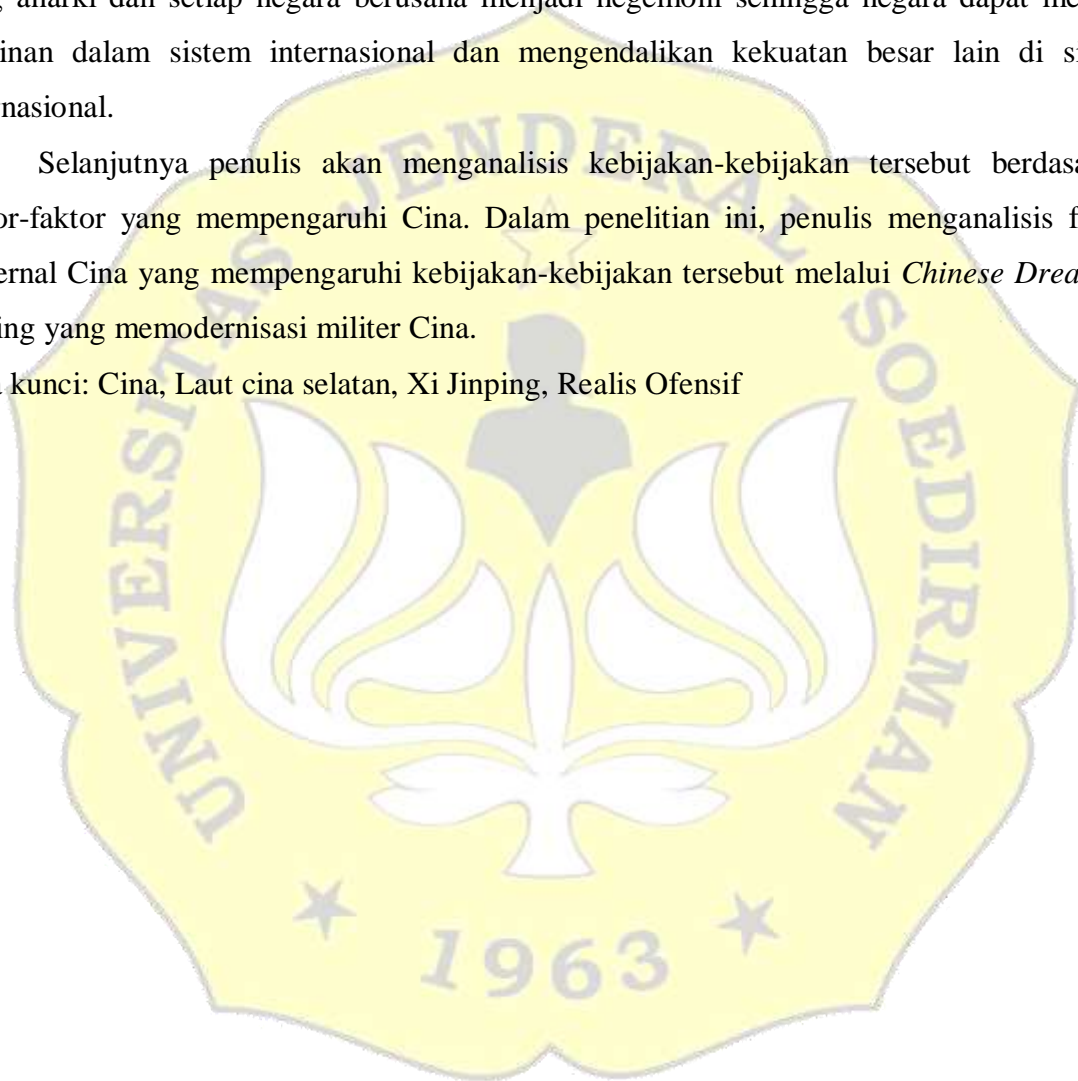 anarki dan setiap negara berusaha menjadi hegemoni sehingga negara dapat me
inan dalam sistem internasional dan mengendalikan kekuatan besar lain di si
rnasional.
Selanjutnya penulis akan menganalisis kebijakan-kebijakan tersebut berdasa
or-faktor yang mempengaruhi Cina. Dalam penelitian ini, penulis menganalisis f
ernal Cina yang mempengaruhi kebijakan-kebijakan tersebut melalui Chinese Drea
ing yang memodernisasi militer Cina.
kunci: Cina, Laut cina selatan, Xi Jinping, Realis Ofensif
UNIVERSITAS JENDERAL SOEDIRMAN
1963